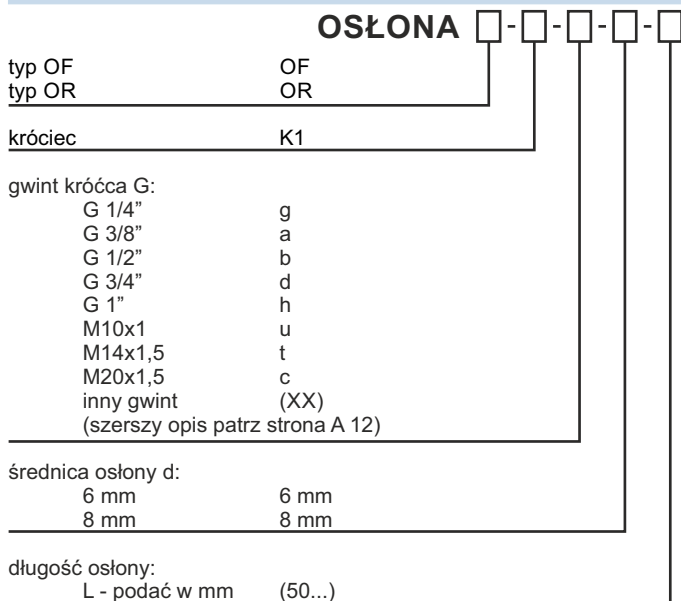 OSŁONA - - - -
typ OF OF
typ OR OR
króciec K1
gwint króćca G:
G 1/4” g
G 3/8” a
G 1/2” b
G 3/4” d
G 1” h
M10x1 u
M14x1,5 t
M20x1,5 c
inny gwint (XX)
(szerszy opis patrz strona A 12)
średnica osłony d:
6 mm 6 mm
8 mm 8 mm
długość osłony:
L - podać w mm (50...)